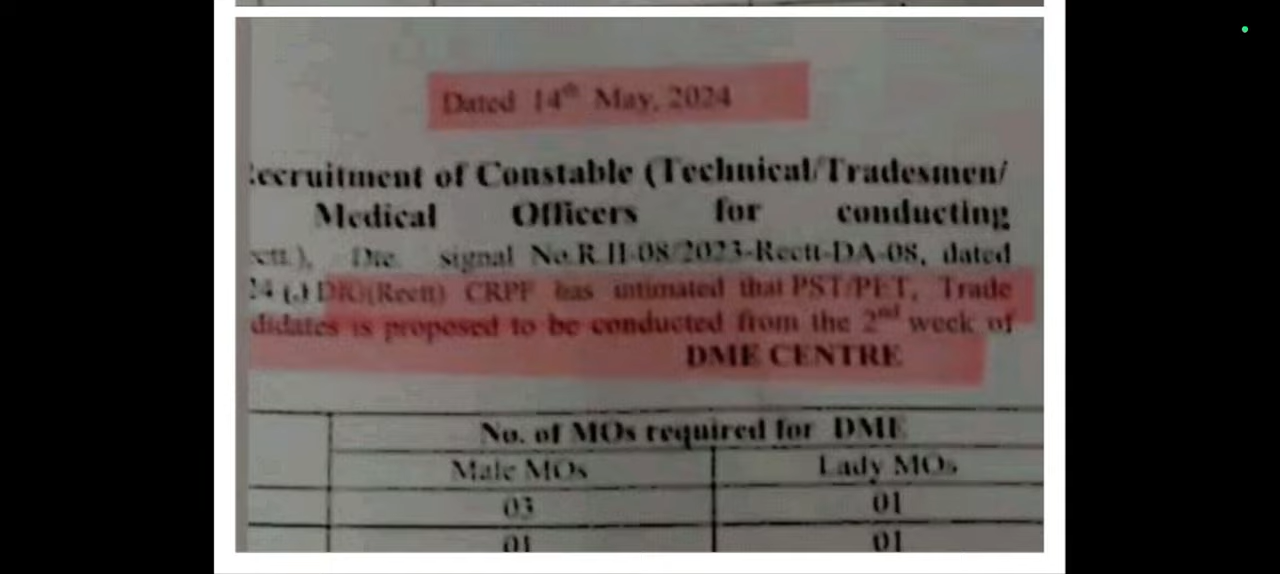 Dated 14th May, 2024
ecruitment of Constable (Technical/Tradesmen/
Medical Officers for conducting
ctt.), Dte. signal No.R.II-08/2023-Rectt-DA-08, dated
24 (.) DIG(Rectt) CRPF has intimated that PST/PET, Trade
didates is proposed to be conducted from the 2nd week of
DME CENTRE
No. of MOs required for DME
Male MOs Lady MOs
03 01
01 01